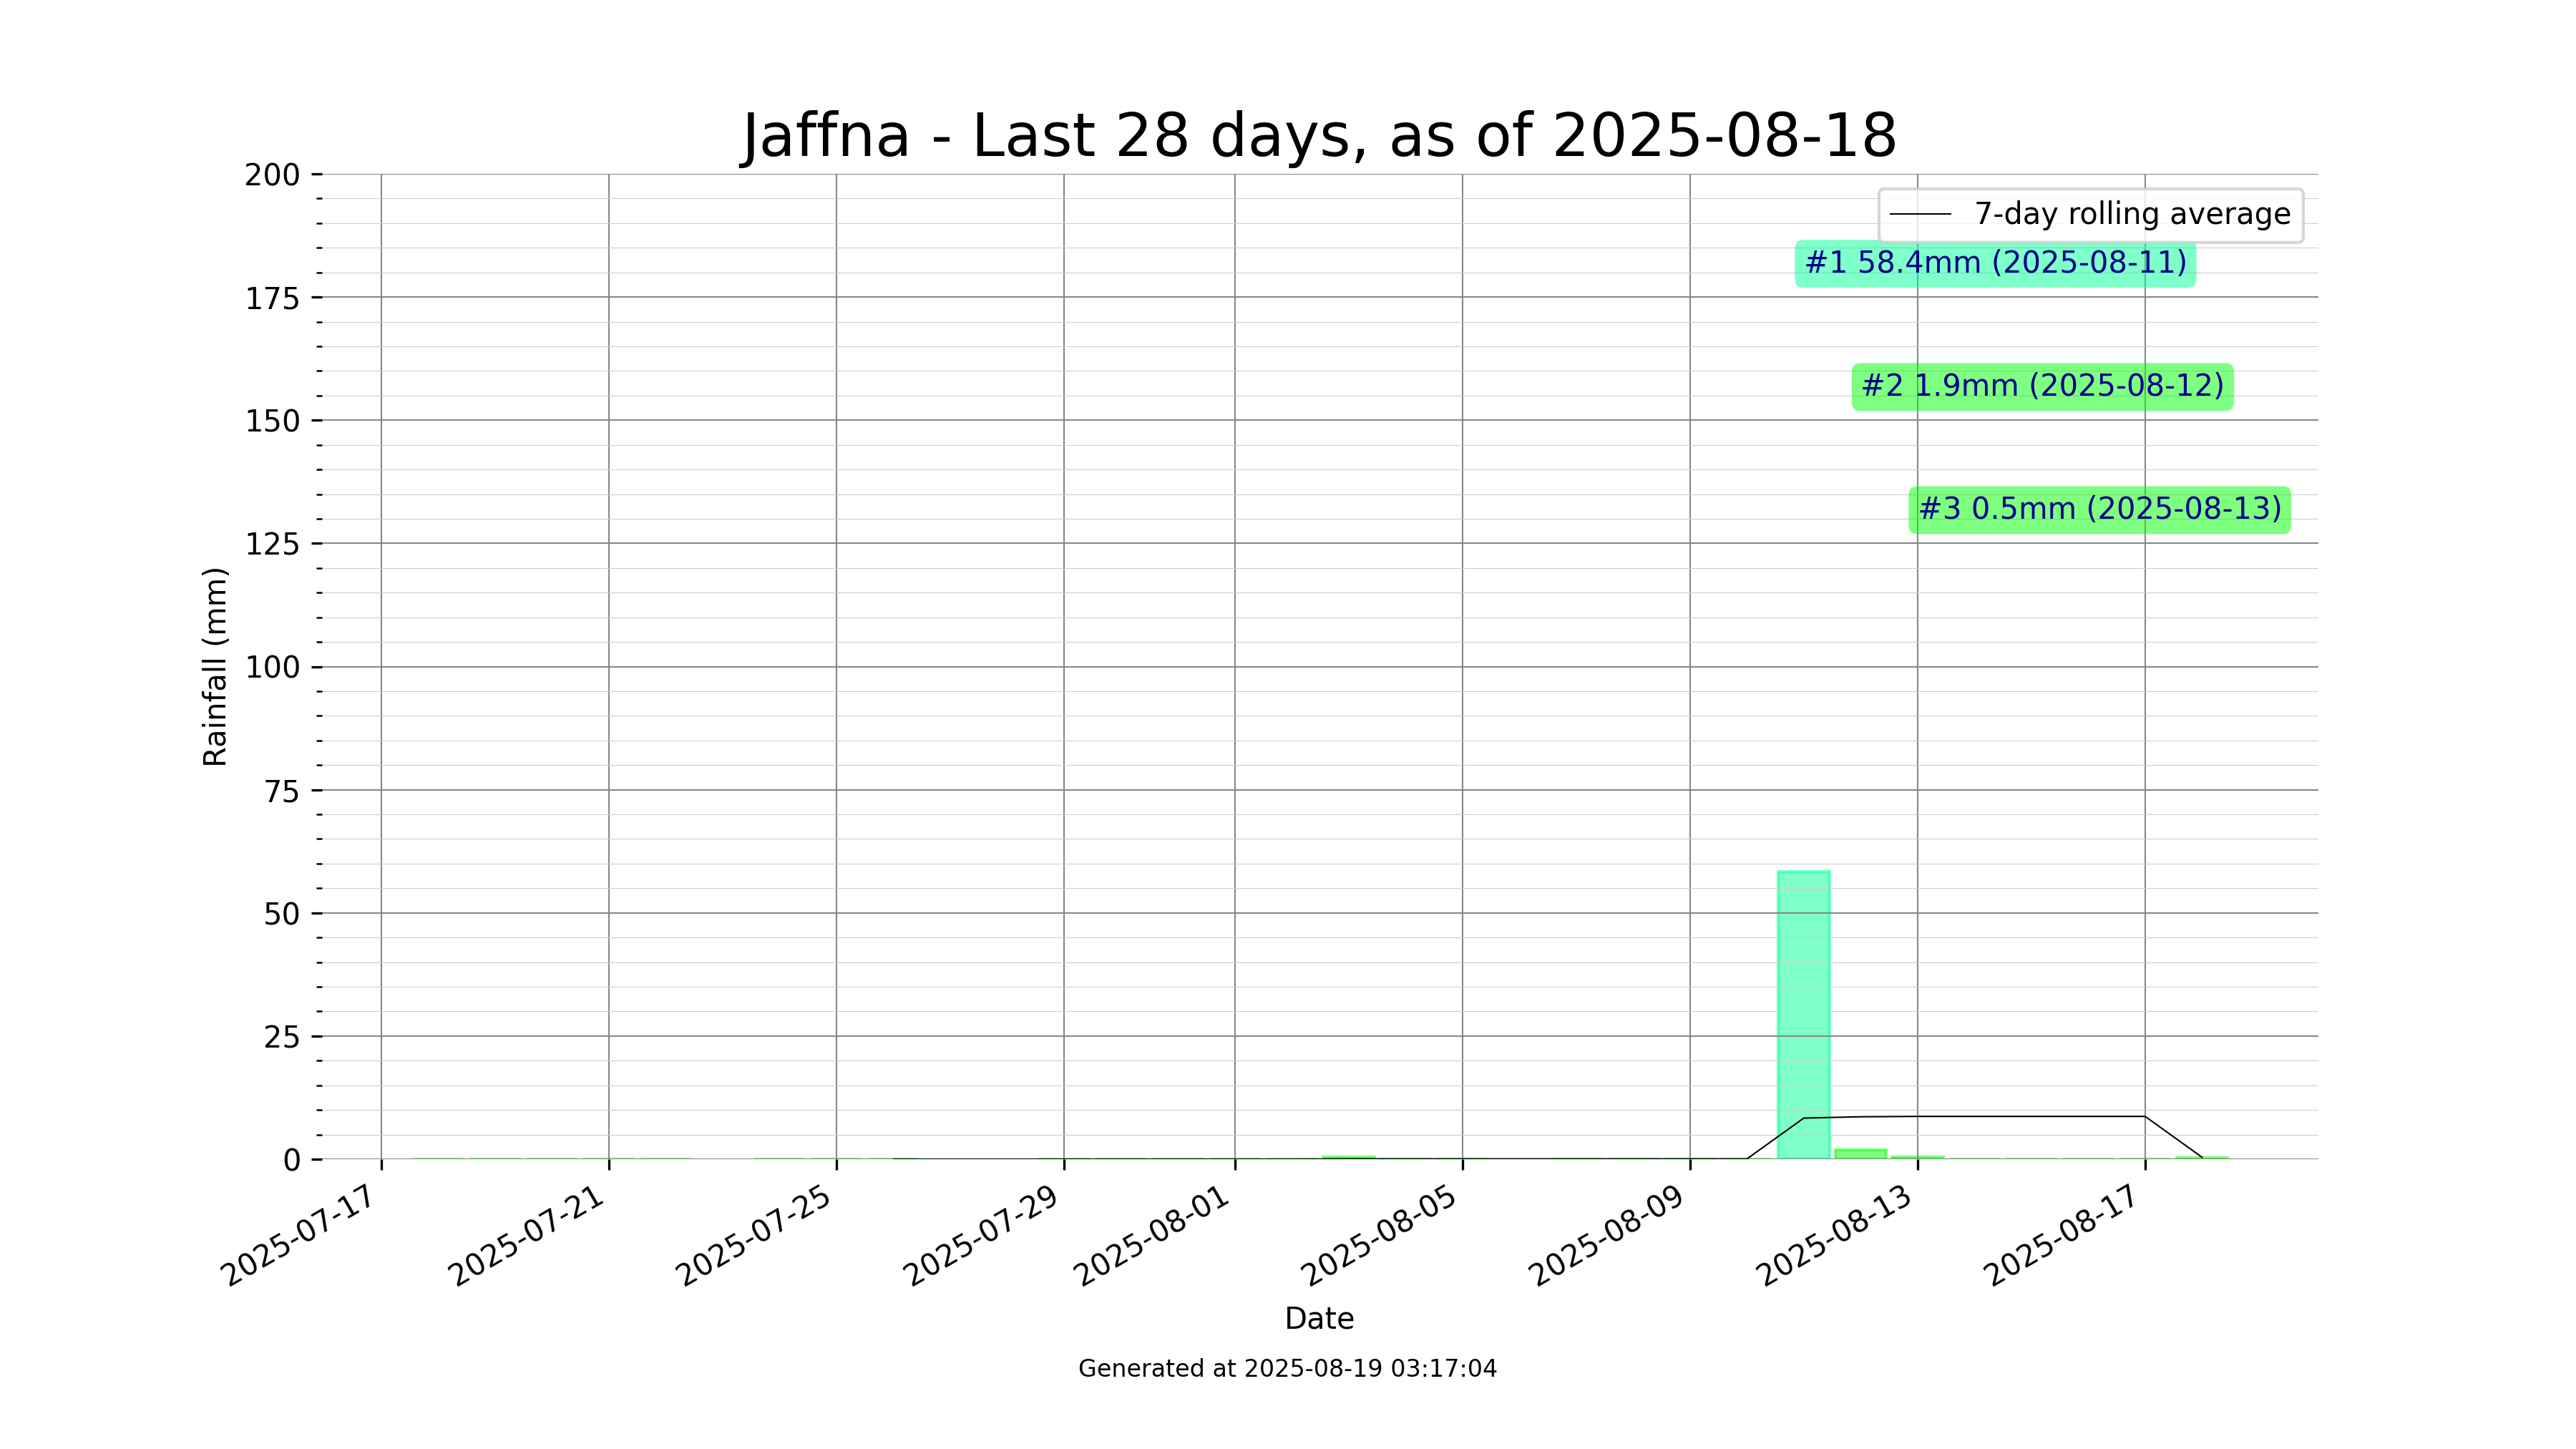 Jaffna - Last 28 days, as of 2025-08-18
200
175
150
125
100
75
50
25
0
Rainfall (mm)
7-day rolling average
#1 58.4mm (2025-08-11)
#2 1.9mm (2025-08-12)
#3 0.5mm (2025-08-13)
2025-07-17
2025-07-21
2025-07-25
2025-07-29
2025-08-01
2025-08-05
2025-08-09
2025-08-13
2025-08-17
Date
Generated at 2025-08-19 03:17:04